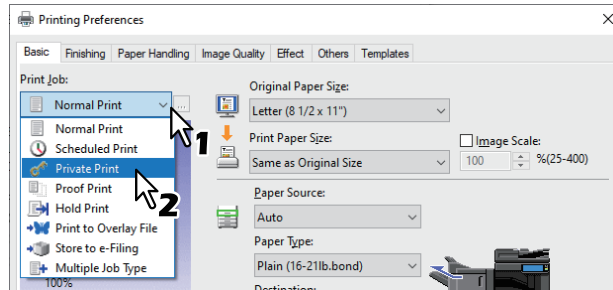 Printing Preferences
Basic Finishing Paper Handling Image Quality Effect Others Templates
Print Job:
Normal Print
...
Normal Print
Scheduled Print
Private Print
Proof Print
Hold Print
Print to Overlay File
Store to e-Filing
Multiple Job Type
100%
1
2
Original Paper Size:
Letter (8 1/2 x 11")
Print Paper Size:
Same as Original Size
Image Scale:
100 %(25-400)
Paper Source:
Auto
Paper Type:
Plain (16-21lb.bond)
Destination: